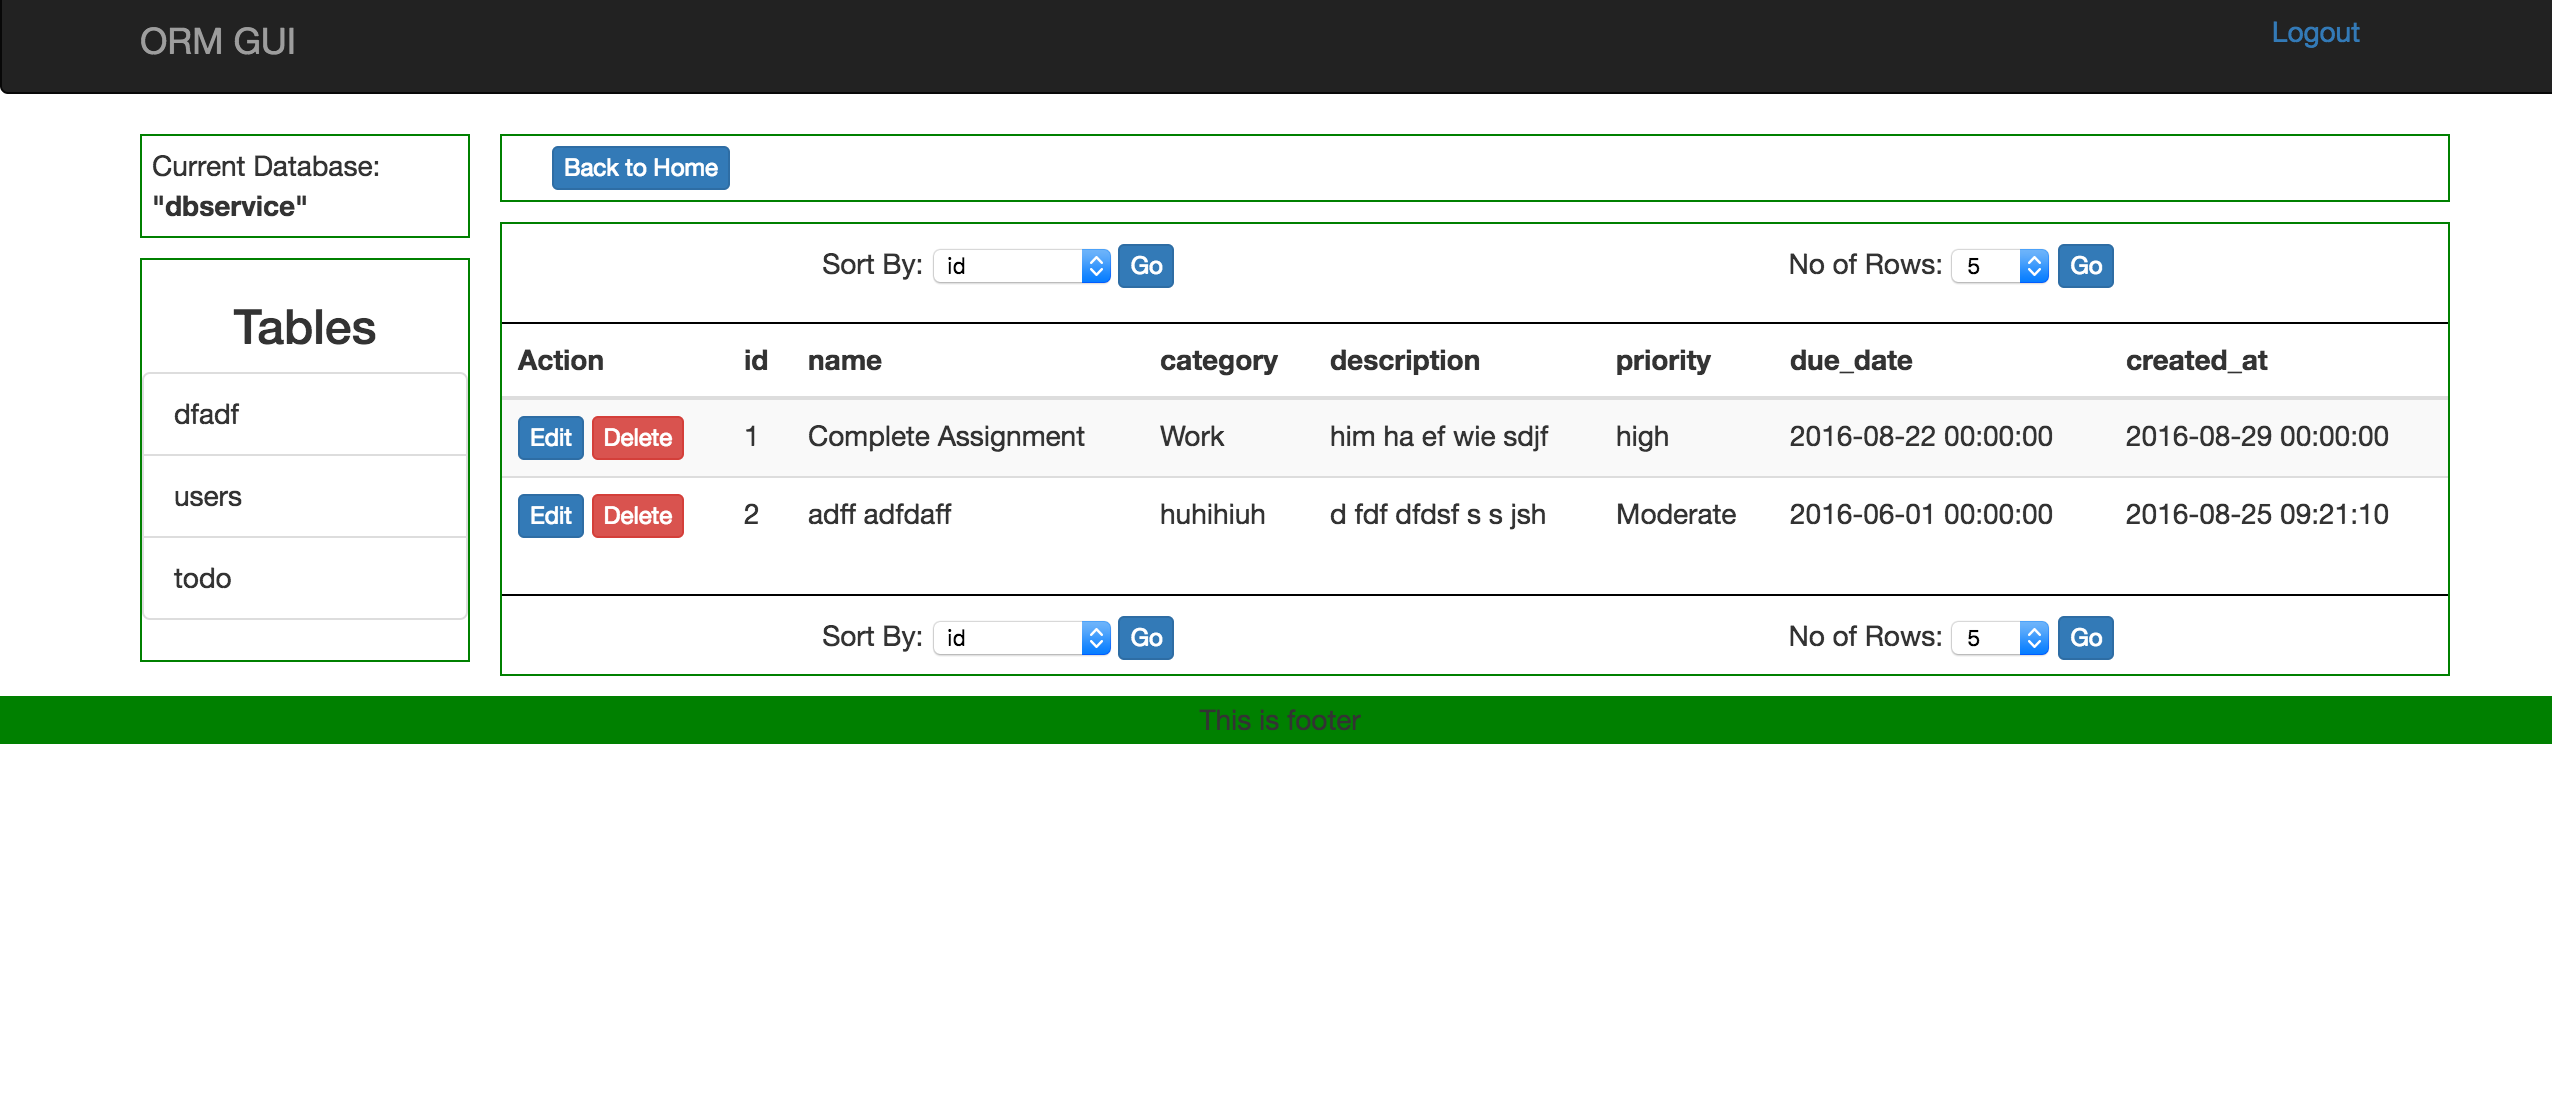 ORM GUI
Logout
Current Database:
"dbservice"
Tables
dfadf
users
todo
Back to Home
Sort By: id Go No of Rows: 5 Go
Action id name category description priority due_date created_at
Edit Delete 1 Complete Assignment Work him ha ef wie sdjf high 2016-08-22 00:00:00 2016-08-29 00:00:00
Edit Delete 2 adff adfdaff huhihiuh d fdf dfdsf s s jsh Moderate 2016-06-01 00:00:00 2016-08-25 09:21:10
Sort By: id Go No of Rows: 5 Go
This is footer